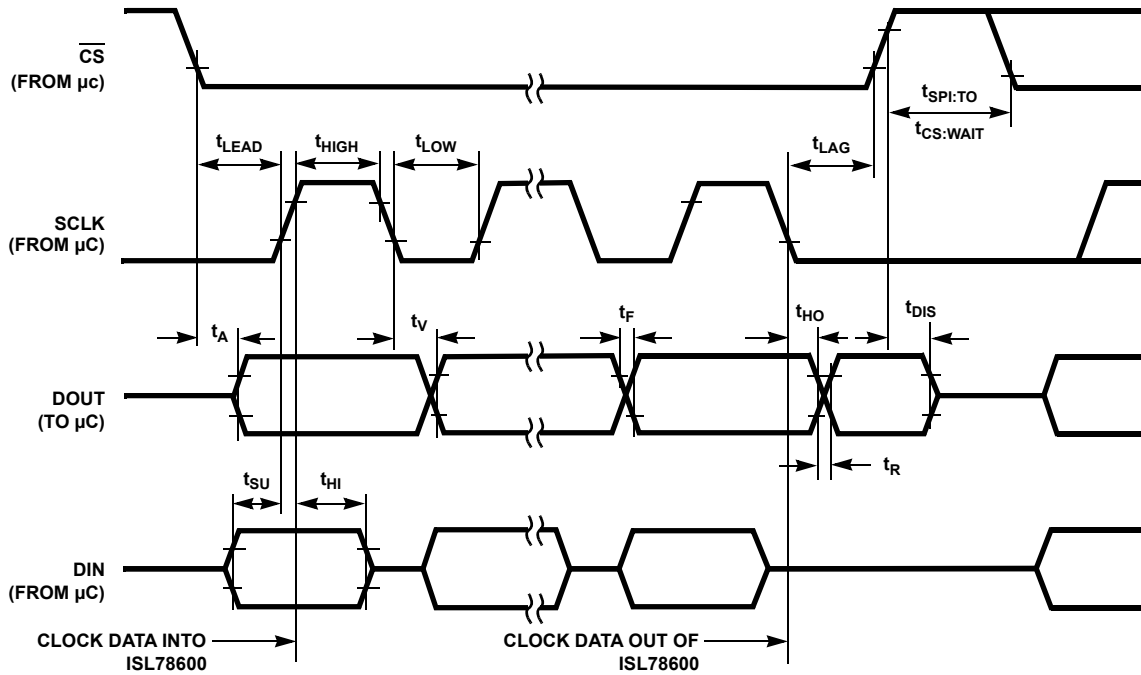 CS
(FROM µc)
tSPI:TO
tCS:WAIT
tLEAD
tHIGH
tLOW
tLAG
SCLK
(FROM µC)
tA
tV
tF
tHO
tDIS
DOUT
(TO µC)
tR
tSU
tHI
DIN
(FROM µC)
CLOCK DATA INTO
ISL78600
CLOCK DATA OUT OF
ISL78600